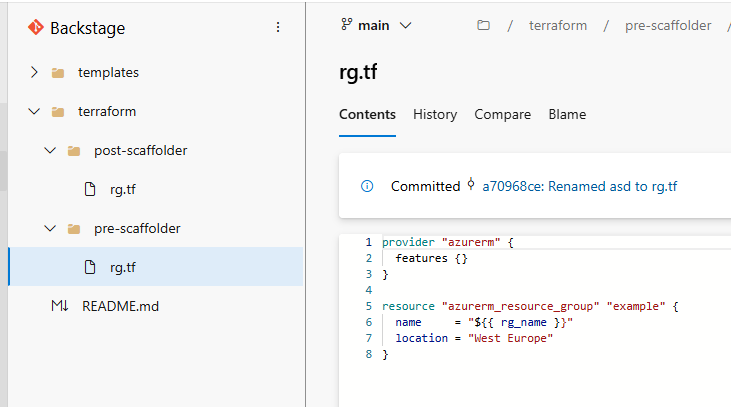 Backstage
templates
terraform
post-scaffolder
rg.tf
pre-scaffolder
rg.tf
README.md
main / terraform / pre-scaffolder /
rg.tf
Contents History Compare Blame
Committed a70968ce: Renamed asd to rg.tf
1 provider "azurerm" {
2   features {}
3 }
4
5 resource "azurerm_resource_group" "example" {
6   name     = "${{ rg_name }}"
7   location = "West Europe"
8 }